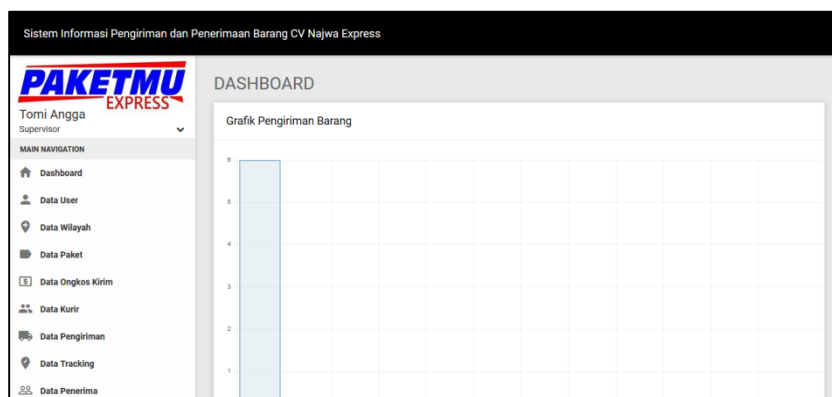 Sistem Informasi Pengiriman dan Penerimaan Barang CV Najwa Express
PAKETMU
EXPRESS
Tomi Angga
Supervisor
MAIN NAVIGATION
Dashboard
Data User
Data Wilayah
Data Paket
Data Ongkos Kirim
Data Kurir
Data Pengiriman
Data Tracking
Data Penerima
DASHBOARD
Grafik Pengiriman Barang
6
5
4
3
2
1